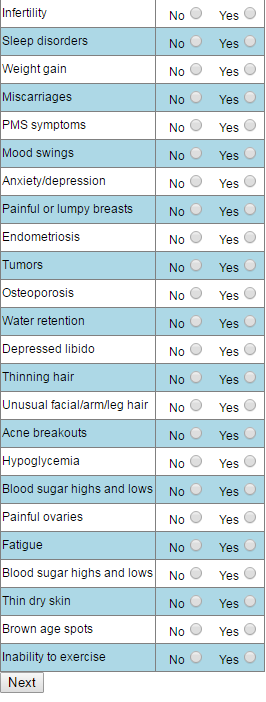 Infertility No Yes
Sleep disorders No Yes
Weight gain No Yes
Miscarriages No Yes
PMS symptoms No Yes
Mood swings No Yes
Anxiety/depression No Yes
Painful or lumpy breasts No Yes
Endometriosis No Yes
Tumors No Yes
Osteoporosis No Yes
Water retention No Yes
Depressed libido No Yes
Thinning hair No Yes
Unusual facial/arm/leg hair No Yes
Acne breakouts No Yes
Hypoglycemia No Yes
Blood sugar highs and lows No Yes
Painful ovaries No Yes
Fatigue No Yes
Blood sugar highs and lows No Yes
Thin dry skin No Yes
Brown age spots No Yes
Inability to exercise No Yes
Next